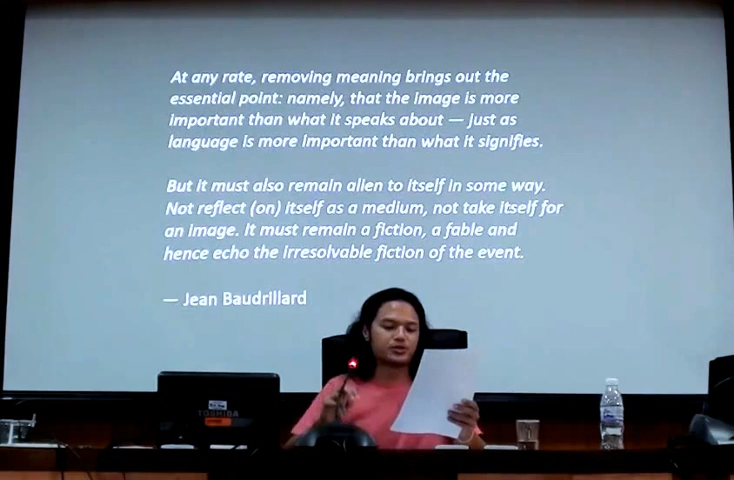 At any rate, removing meaning brings out the
essential point: namely, that the image is more
important than what it speaks about — just as
language is more important than what it signifies.
But it must also remain alien to itself in some way.
Not reflect (on) itself as a medium, not take itself for
an image. It must remain a fiction, a fable and
hence echo the irresolvable fiction of the event.
— Jean Baudrillard
TOSHIBA